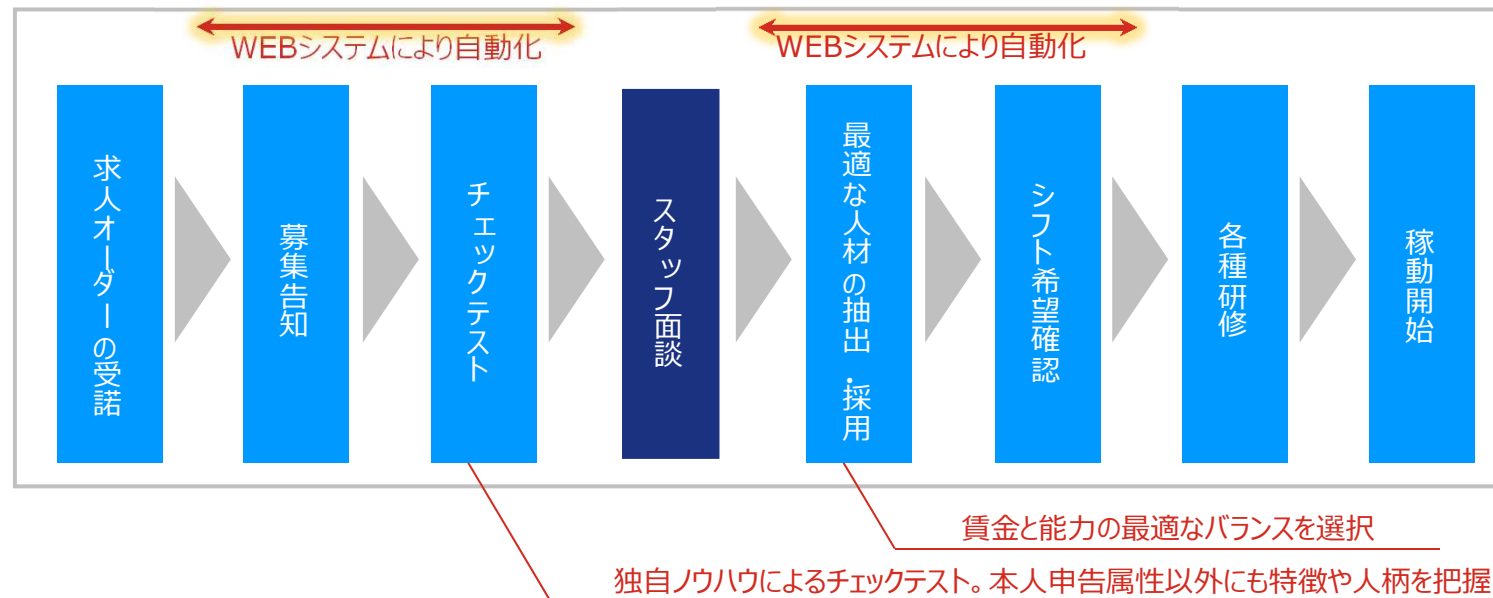 WEBシステムにより自動化
WEBシステムにより自動化
求人オーダーの受諾
募集告知
チェックテスト
スタッフ面談
最適な人材の抽出・採用
シフト希望確認
各種研修
稼動開始
賃金と能力の最適なバランスを選択
独自ノウハウによるチェックテスト。本人申告属性以外にも特徴や人柄を把握